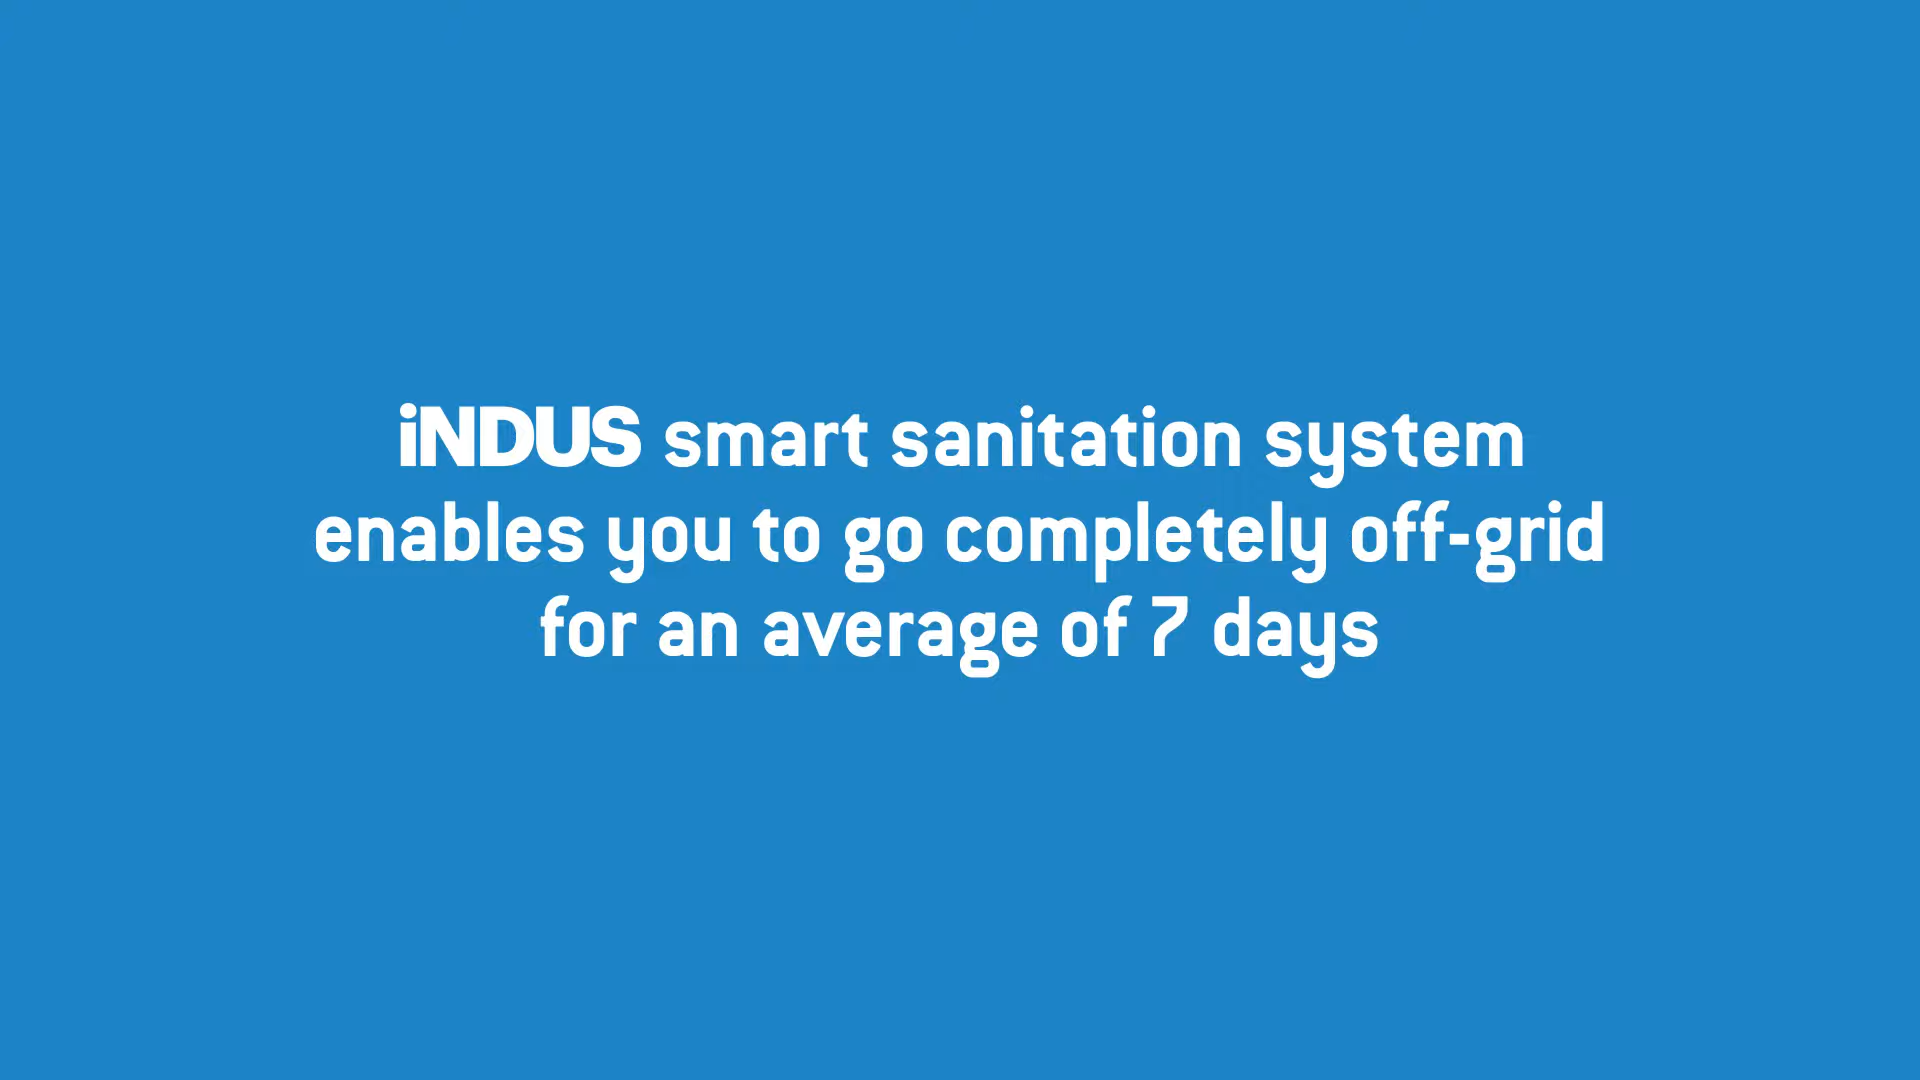 iNDUS smart sanitation system
enables you to go completely off-grid
for an average of 7 days